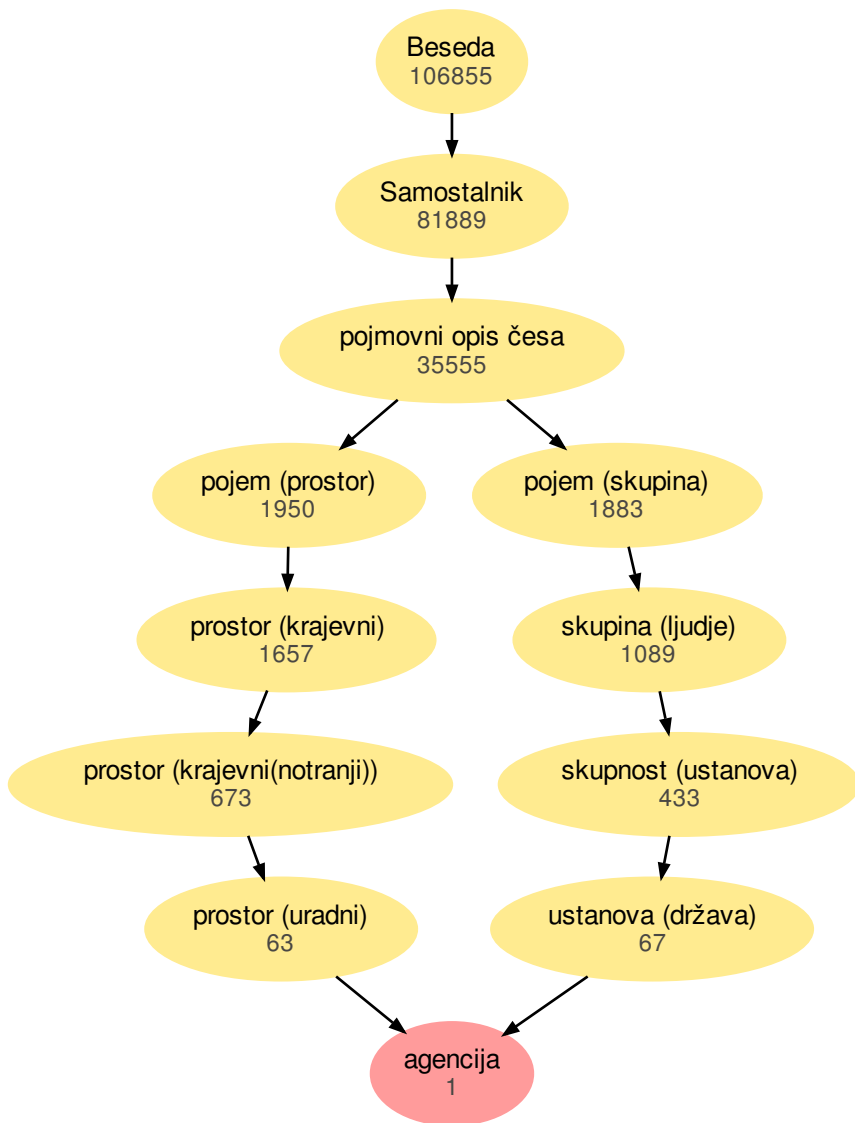 Beseda
106855
Samostalnik
81889
pojmovni opis česa
35555
pojem (prostor)
1950
pojem (skupina)
1883
prostor (krajevni)
1657
skupina (ljudje)
1089
prostor (krajevni(notranji))
673
skupnost (ustanova)
433
prostor (uradni)
63
ustanova (država)
67
agencija
1